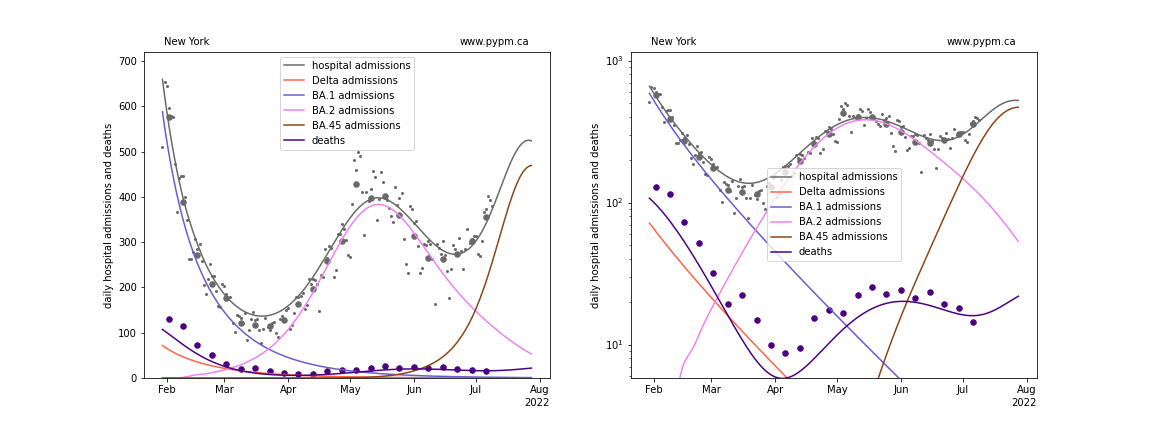 New York www.pypm.ca
daily hospital admissions and deaths
700
600
500
400
300
200
100
0
hospital admissions
Delta admissions
BA.1 admissions
BA.2 admissions
BA.45 admissions
deaths
Feb Mar Apr May Jun Jul Aug
2022
New York www.pypm.ca
daily hospital admissions and deaths
10³
10²
10¹
hospital admissions
Delta admissions
BA.1 admissions
BA.2 admissions
BA.45 admissions
deaths
Feb Mar Apr May Jun Jul Aug
2022